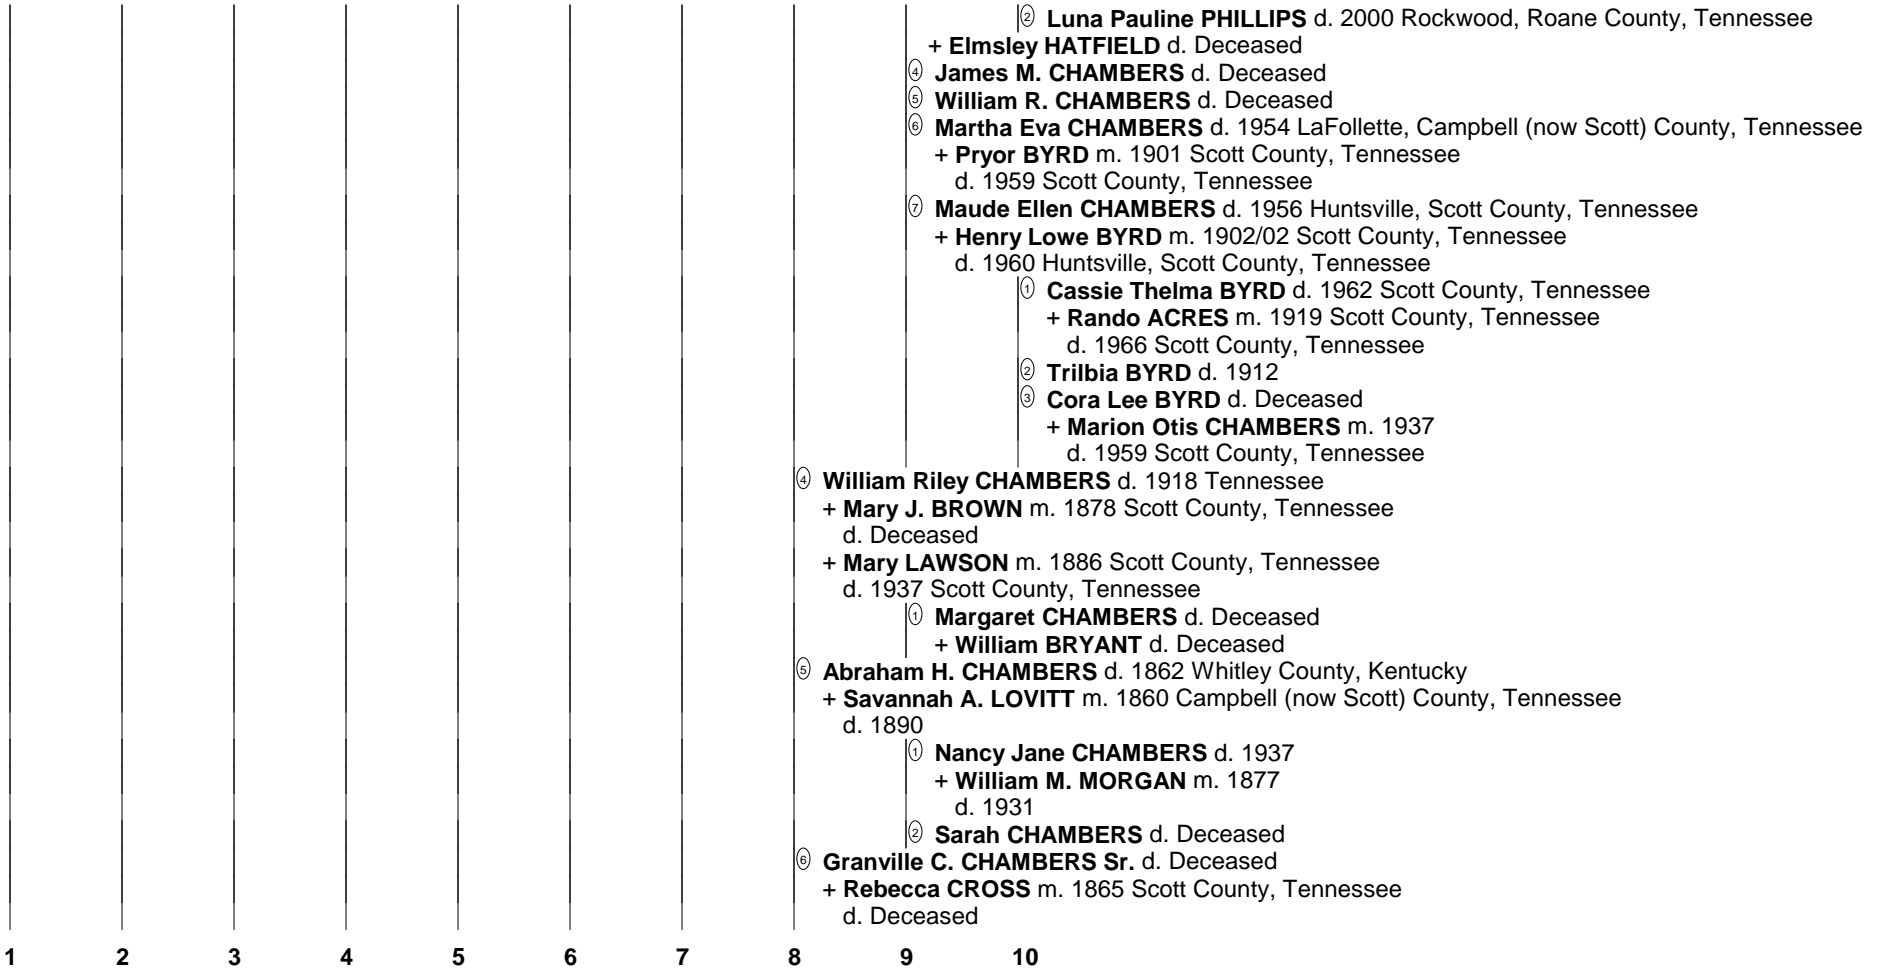 ② Luna Pauline PHILLIPS d. 2000 Rockwood, Roane County, Tennessee
+ Elmsley HATFIELD d. Deceased
④ James M. CHAMBERS d. Deceased
⑤ William R. CHAMBERS d. Deceased
⑥ Martha Eva CHAMBERS d. 1954 LaFollette, Campbell (now Scott) County, Tennessee
+ Pryor BYRD m. 1901 Scott County, Tennessee
d. 1959 Scott County, Tennessee
⑦ Maude Ellen CHAMBERS d. 1956 Huntsville, Scott County, Tennessee
+ Henry Lowe BYRD m. 1902/02 Scott County, Tennessee
d. 1960 Huntsville, Scott County, Tennessee
① Cassie Thelma BYRD d. 1962 Scott County, Tennessee
+ Rando ACRES m. 1919 Scott County, Tennessee
d. 1966 Scott County, Tennessee
② Trilbia BYRD d. 1912
③ Cora Lee BYRD d. Deceased
+ Marion Otis CHAMBERS m. 1937
d. 1959 Scott County, Tennessee
④ William Riley CHAMBERS d. 1918 Tennessee
+ Mary J. BROWN m. 1878 Scott County, Tennessee
d. Deceased
+ Mary LAWSON m. 1886 Scott County, Tennessee
d. 1937 Scott County, Tennessee
① Margaret CHAMBERS d. Deceased
+ William BRYANT d. Deceased
⑤ Abraham H. CHAMBERS d. 1862 Whitley County, Kentucky
+ Savannah A. LOVITT m. 1860 Campbell (now Scott) County, Tennessee
d. 1890
① Nancy Jane CHAMBERS d. 1937
+ William M. MORGAN m. 1877
d. 1931
② Sarah CHAMBERS d. Deceased
⑥ Granville C. CHAMBERS Sr. d. Deceased
+ Rebecca CROSS m. 1865 Scott County, Tennessee
d. Deceased
1 2 3 4 5 6 7 8 9 10